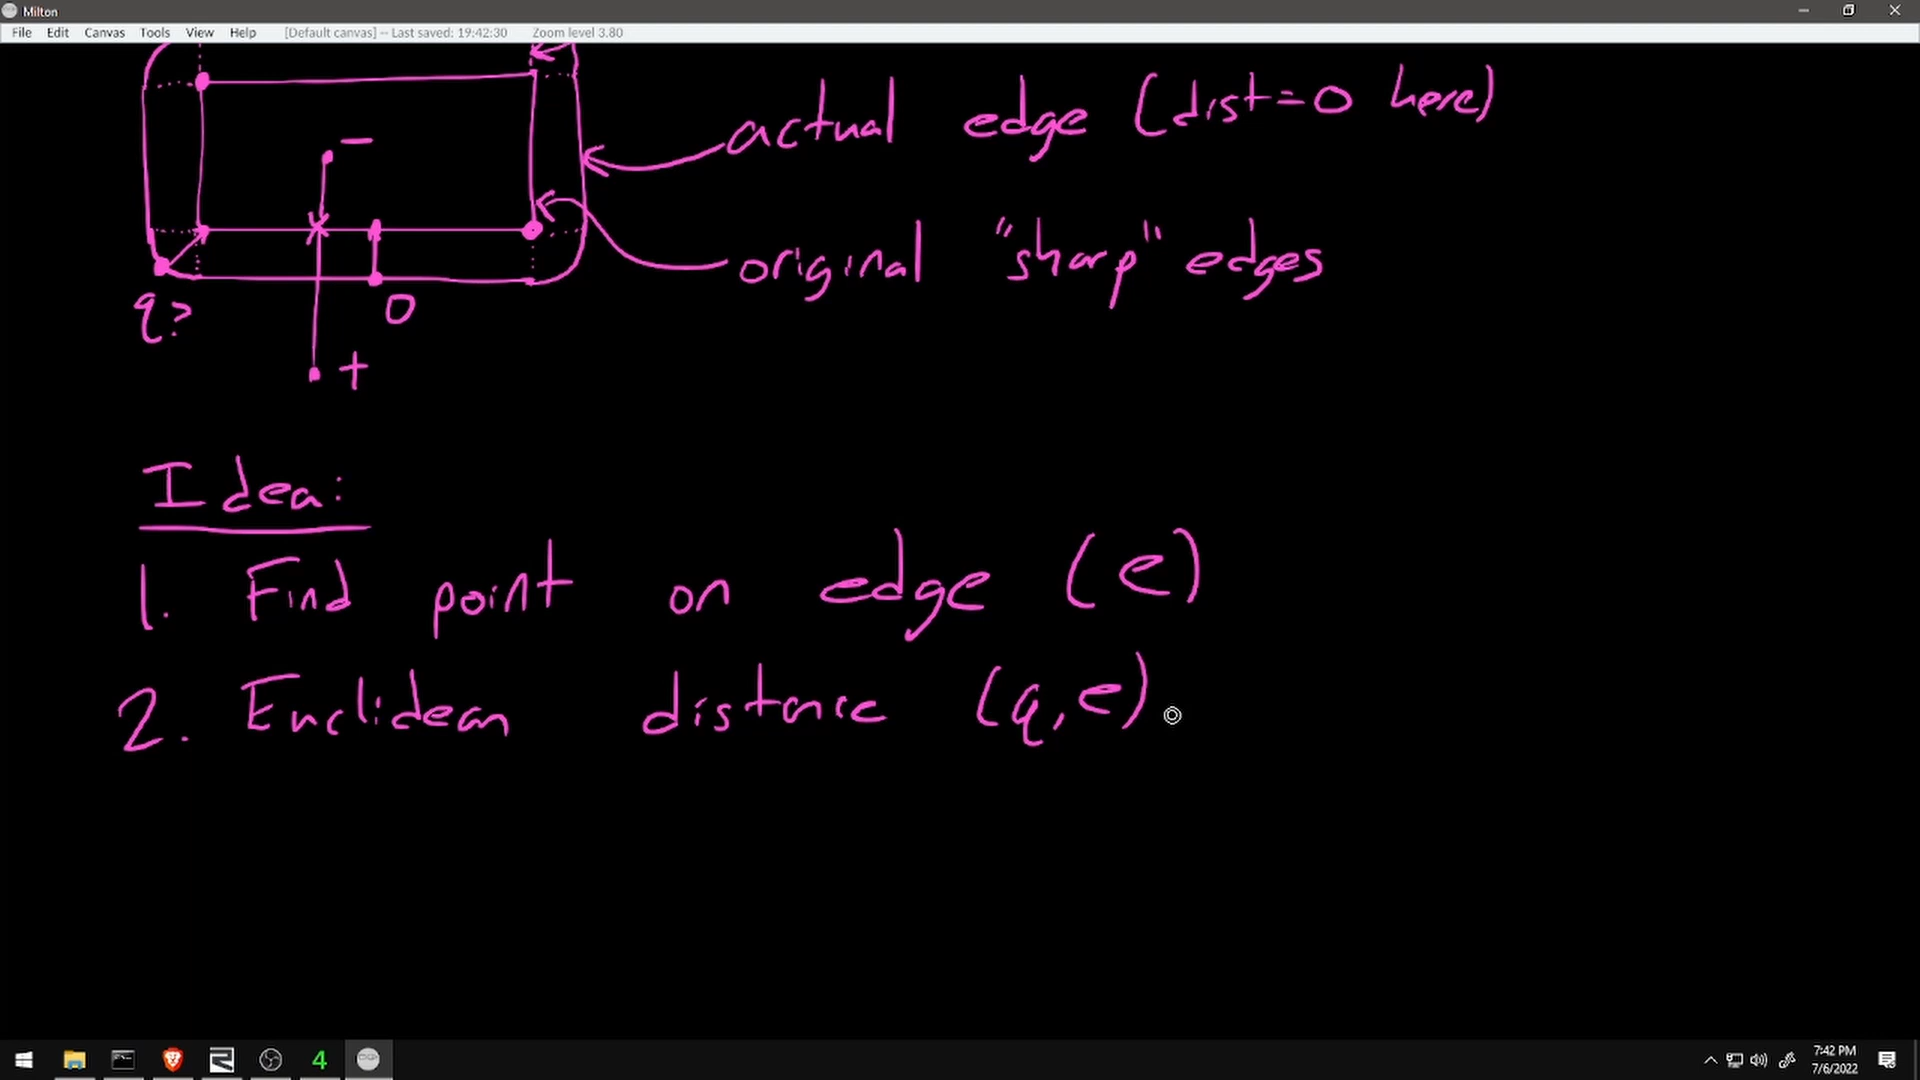 Milton
File Edit Canvas Tools View Help [Default canvas] -- Last saved: 19:42:30 Zoom level 3.80
actual edge (dist=0 here)
original "sharp" edges
-
q?
0
+
Idea:
1. Find point on edge (e)
2. Euclidean distance (q,e)
4
7:42 PM
7/6/2022